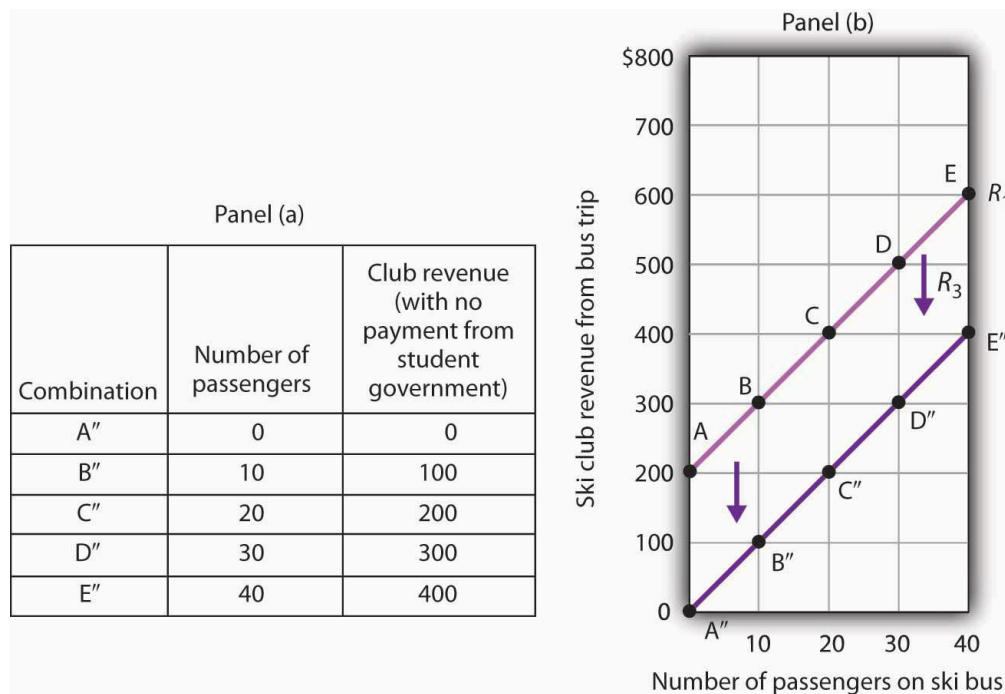 Panel (a)
Combination
Number of
passengers
Club revenue
(with no
payment from
student
government)
A″ 0 0
B″ 10 100
C″ 20 200
D″ 30 300
E″ 40 400
Panel (b)
Ski club revenue from bus trip
$800
700
600
500
400
300
200
100
0
E
D
C
B
A
R₃
E″
D″
C″
B″
A″
10 20 30 40
Number of passengers on ski bus